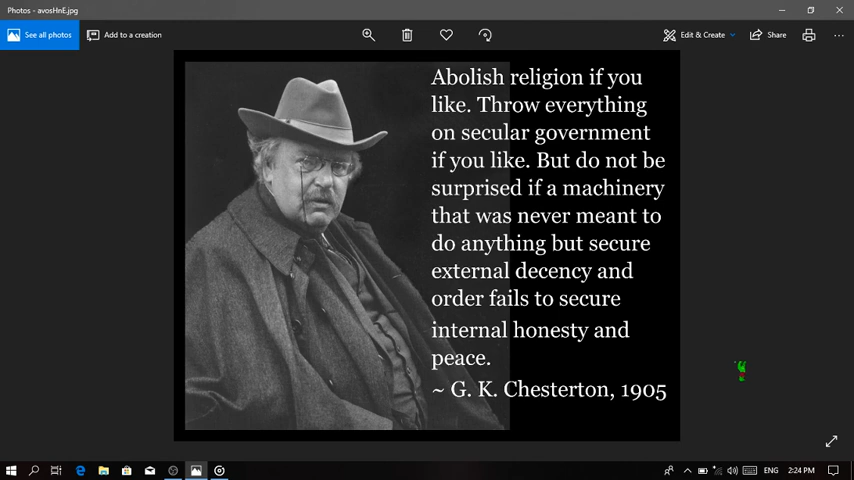 Photos - avosHnE.jpg
See all photos
Add to a creation
Edit & Create
Share
Abolish religion if you
like. Throw everything
on secular government
if you like. But do not be
surprised if a machinery
that was never meant to
do anything but secure
external decency and
order fails to secure
internal honesty and
peace.
~ G. K. Chesterton, 1905
ENG
2:24 PM